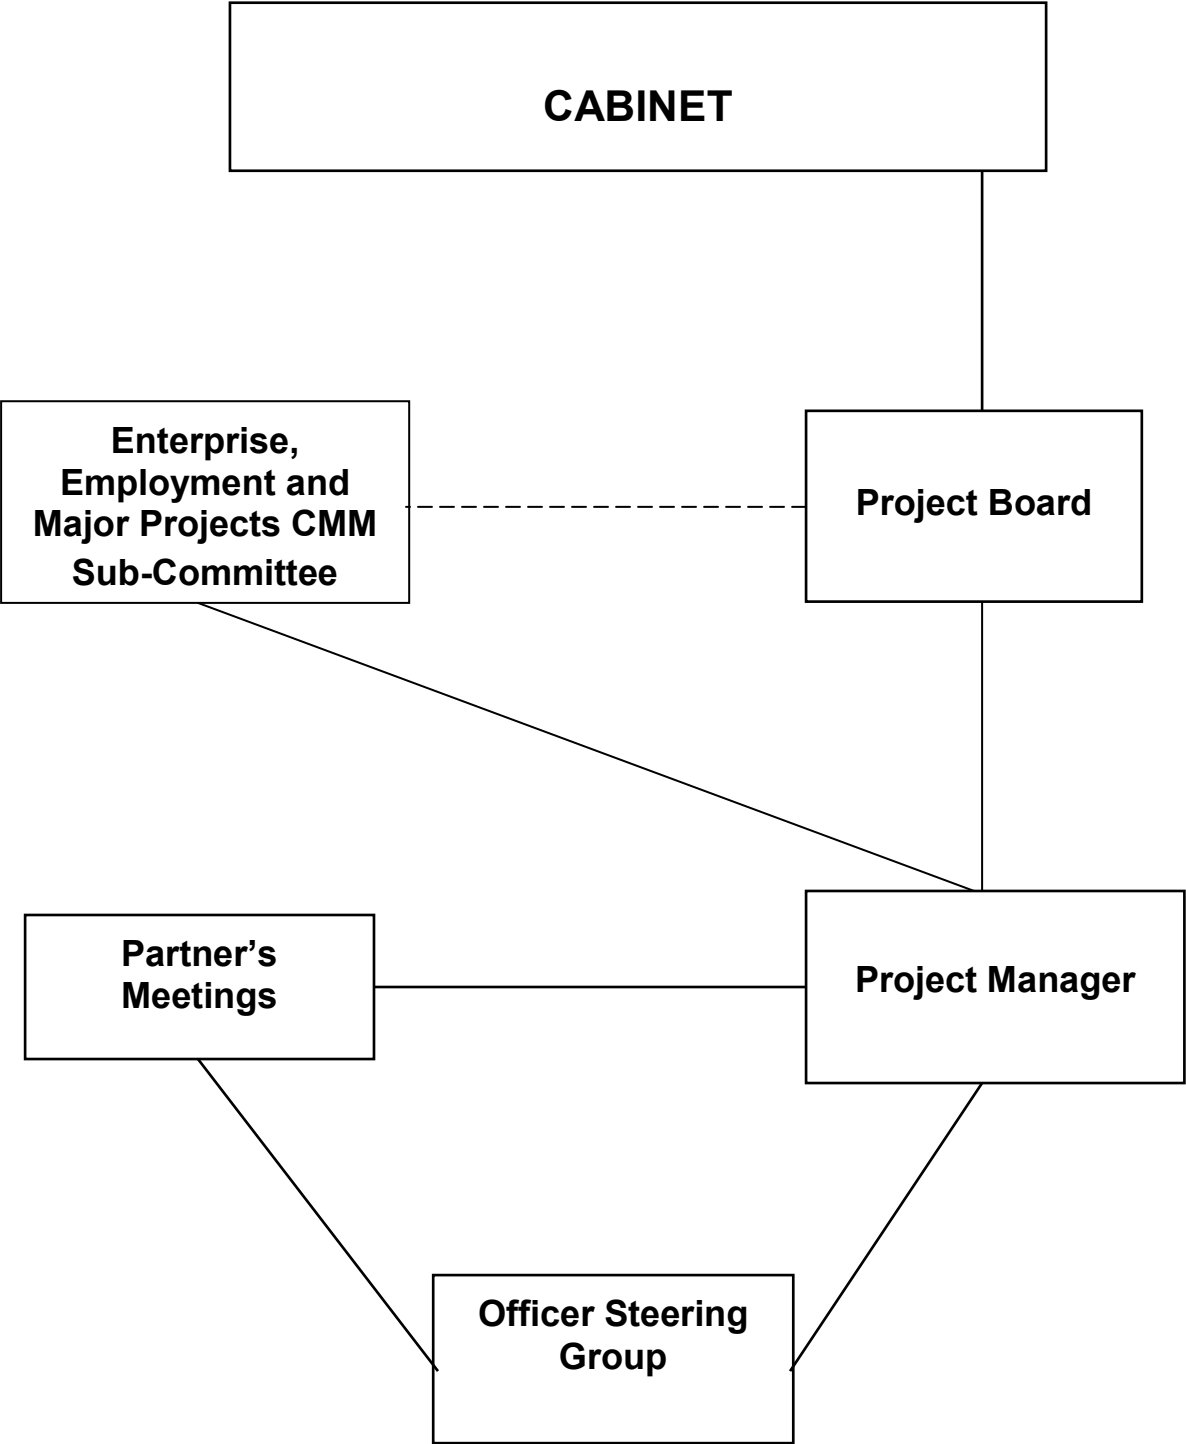 CABINET
Enterprise,
Employment and
Major Projects CMM
Sub-Committee
Project Board
Partner’s
Meetings
Project Manager
Officer Steering
Group